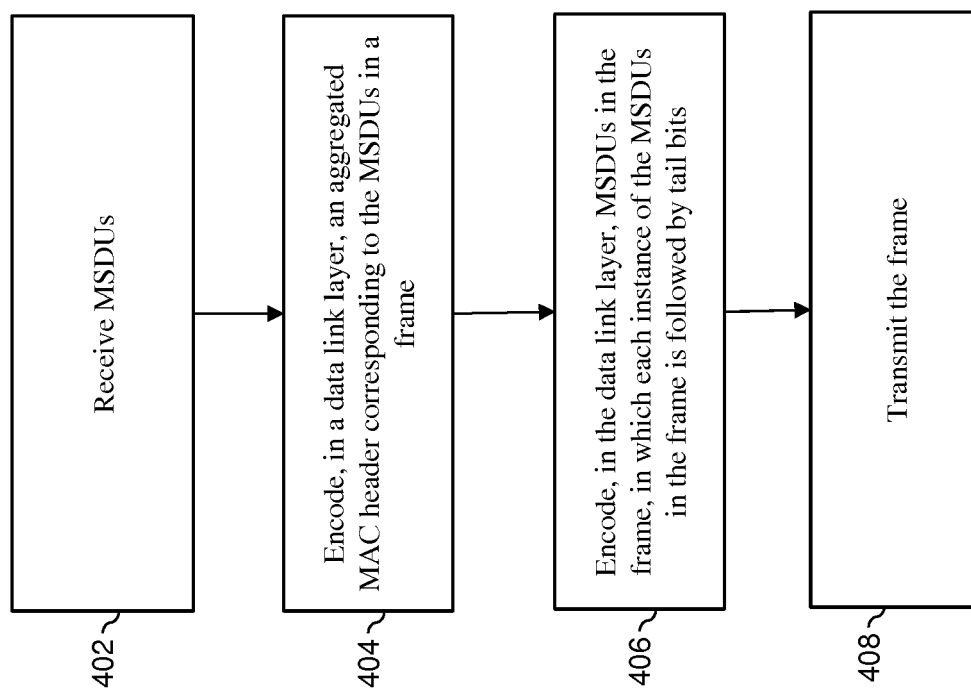 402
Receive MSDUs
404
Encode, in a data link layer, an aggregated
MAC header corresponding to the MSDUs in a
frame
406
Encode, in the data link layer, MSDUs in the
frame, in which each instance of the MSDUs
in the frame is followed by tail bits
408
Transmit the frame